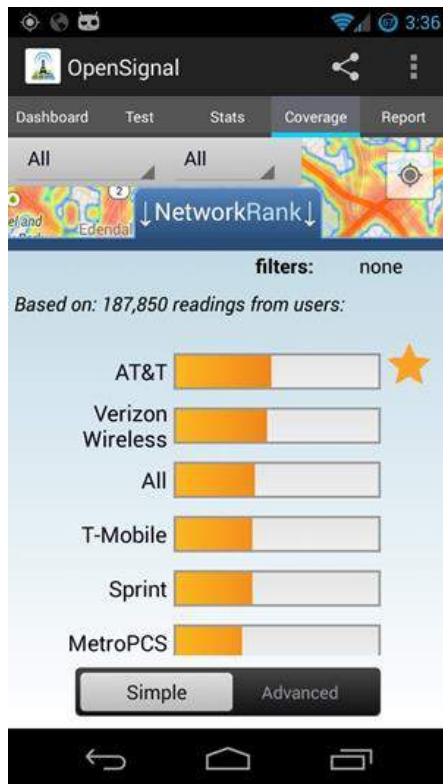 67 3:36
OpenSignal
Dashboard Test Stats Coverage Report
All All
2
Edendal
↓NetworkRank↓
filters: none
Based on: 187,850 readings from users:
AT&T
Verizon
Wireless
All
T-Mobile
Sprint
MetroPCS
Simple Advanced